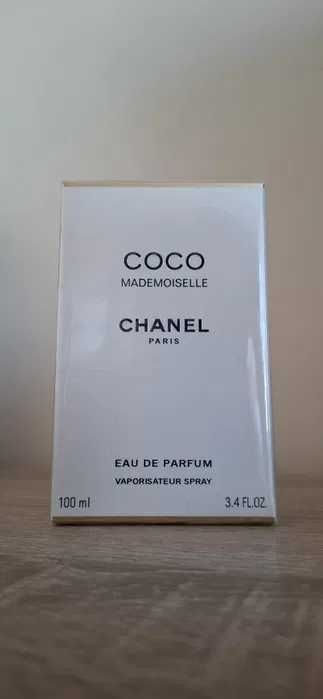 COCO
MADEMOISELLE
CHANEL
PARIS
EAU DE PARFUM
VAPORISATEUR SPRAY
100 ml 3.4 FL.OZ.